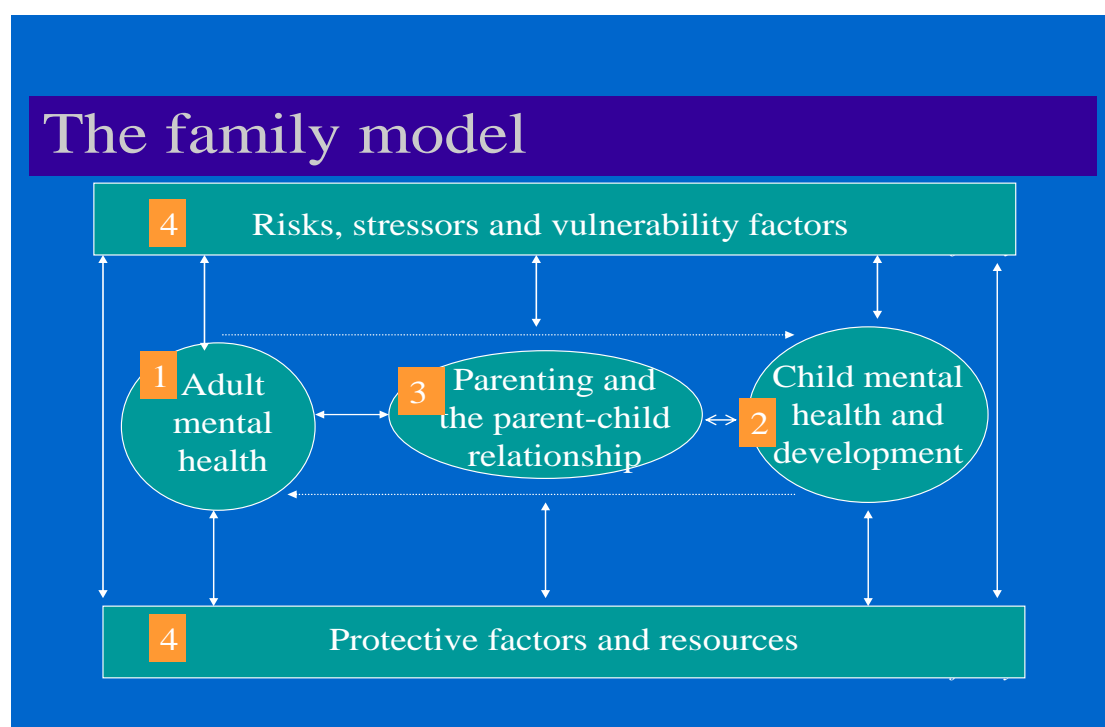 The family model
4 Risks, stressors and vulnerability factors
1
Adult
mental
health
3
Parenting and
the parent-child
relationship
2
Child mental
health and
development
4 Protective factors and resources